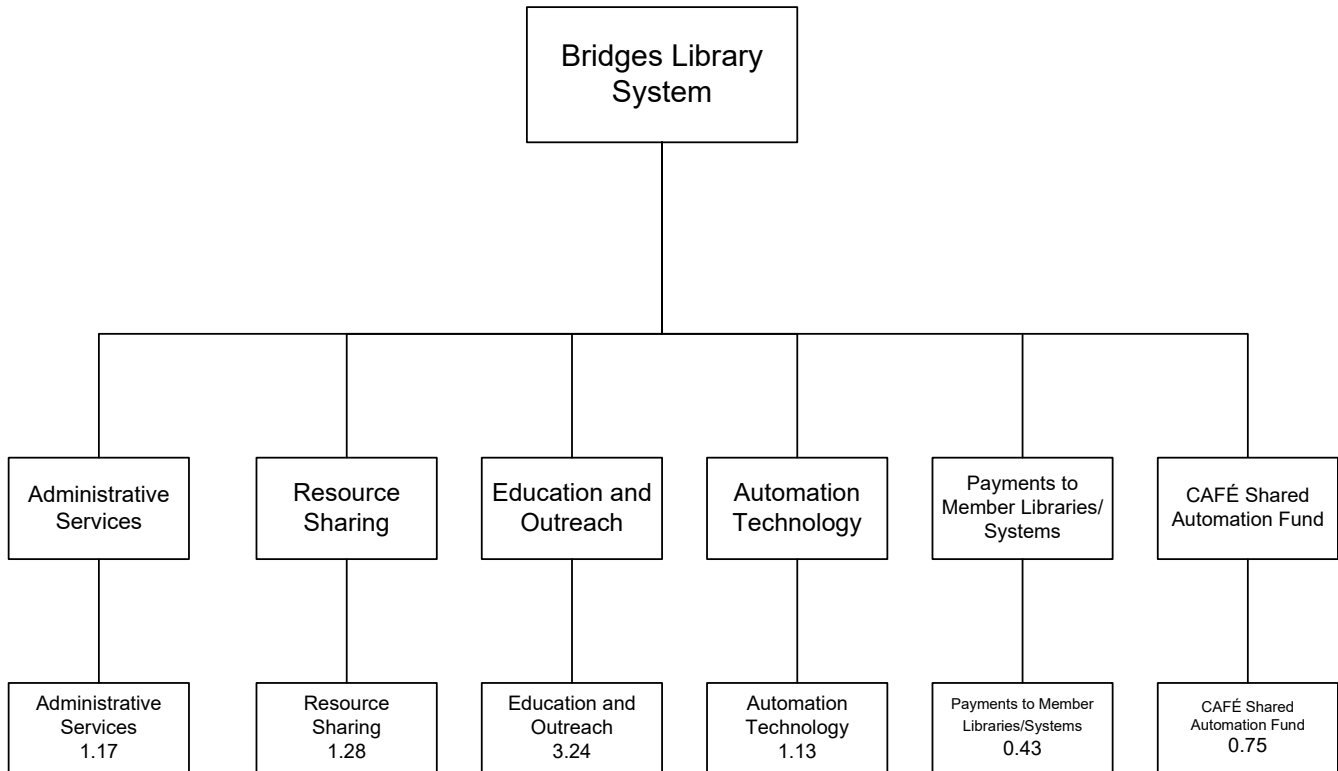 Bridges Library
System
Administrative
Services
Resource
Sharing
Education and
Outreach
Automation
Technology
Payments to
Member Libraries/
Systems
CAFÉ Shared
Automation Fund
Administrative
Services
1.17
Resource
Sharing
1.28
Education and
Outreach
3.24
Automation
Technology
1.13
Payments to Member
Libraries/Systems
0.43
CAFÉ Shared
Automation Fund
0.75